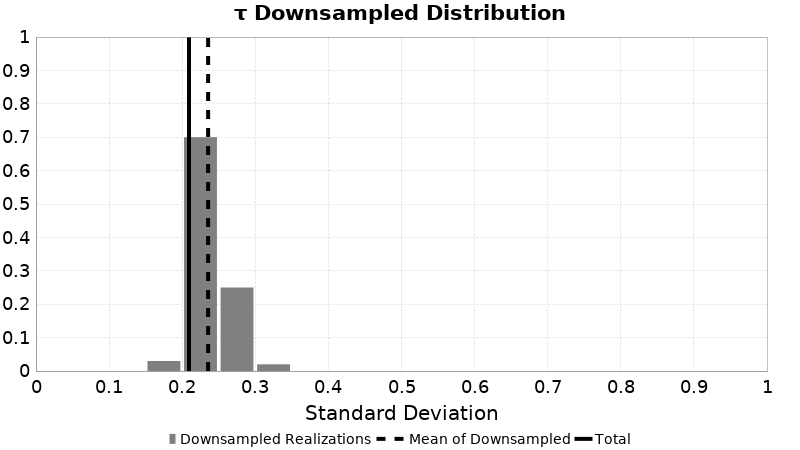 τ Downsampled Distribution
1
0.9
0.8
0.7
0.6
0.5
0.4
0.3
0.2
0.1
0
0 0.1 0.2 0.3 0.4 0.5 0.6 0.7 0.8 0.9 1
Standard Deviation
Downsampled Realizations Mean of Downsampled Total